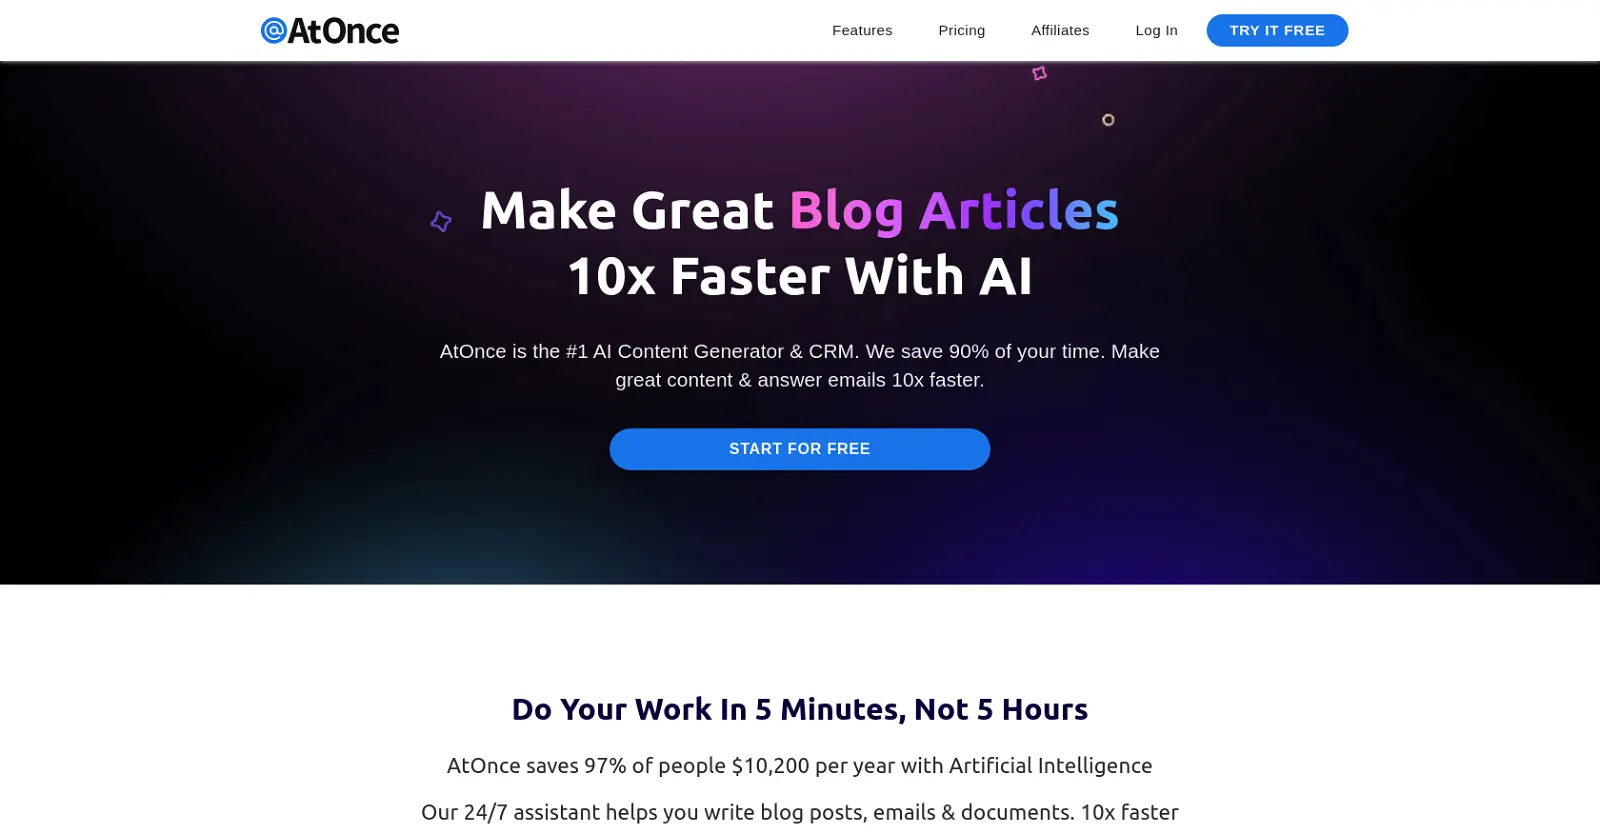 @AtOnce
Features
Pricing
Affiliates
Log In
TRY IT FREE
Make Great Blog Articles
10x Faster With AI
AtOnce is the #1 AI Content Generator & CRM. We save 90% of your time. Make
great content & answer emails 10x faster.
START FOR FREE
Do Your Work In 5 Minutes, Not 5 Hours
AtOnce saves 97% of people $10,200 per year with Artificial Intelligence
Our 24/7 assistant helps you write blog posts, emails & documents. 10x faster